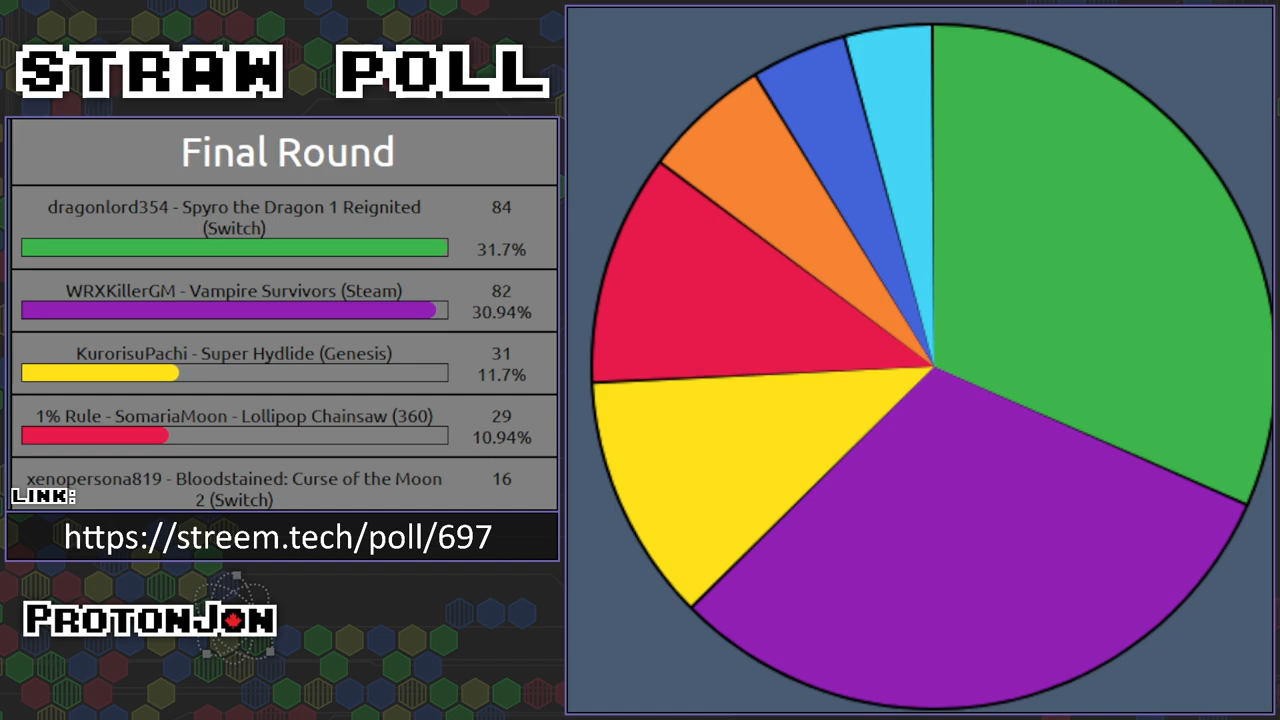 STRAW POLL
Final Round
dragonlord354 - Spyro the Dragon 1 Reignited
(Switch)
84
31.7%
WRXKillerGM - Vampire Survivors (Steam)
82
30.94%
KurorisuPachi - Super Hydlide (Genesis)
31
11.7%
1% Rule - SomariaMoon - Lollipop Chainsaw (360)
29
10.94%
xenopersona819 - Bloodstained: Curse of the Moon
2 (Switch)
16
LINK:
https://streem.tech/poll/697
PROTONJON